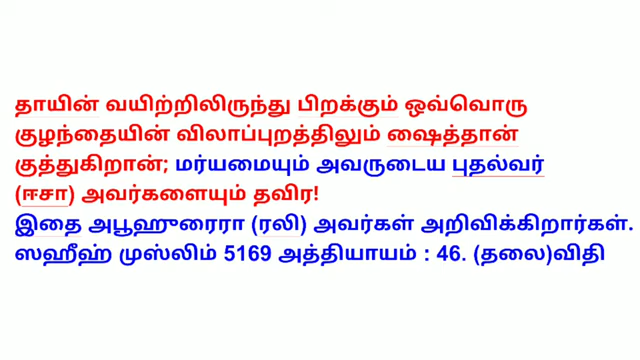 தாயின் வயிற்றிலிருந்து பிறக்கும் ஒவ்வொரு
குழந்தையின் விலாப்புறத்திலும் ஷைத்தான்
குத்துகிறான்; மர்யமையும் அவருடைய புதல்வர்
(ஈசா) அவர்களையும் தவிர!
இதை அபூஹுரைரா (ரலி) அவர்கள் அறிவிக்கிறார்கள்.
ஸஹீஹ் முஸ்லிம் 5169 அத்தியாயம் : 46. (தலை)விதி